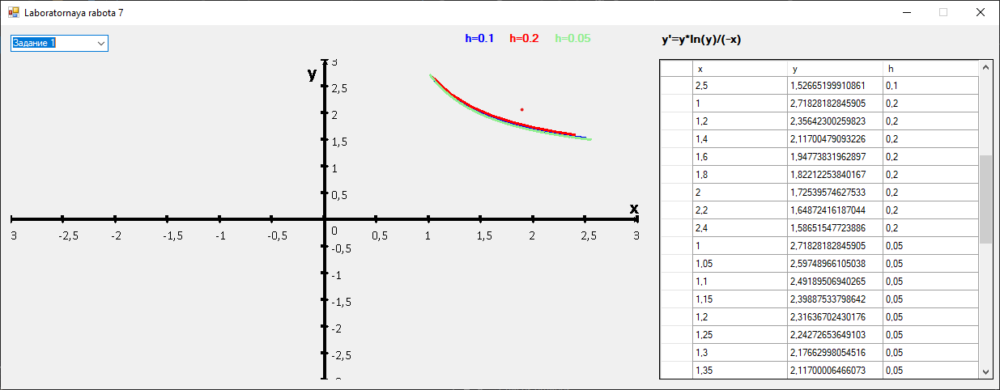 Laboratornaya rabota 7
Задание 1
h=0.1 h=0.2 h=0.05
y'=y*ln(y)/(-x)
y
3
2,5
2
1,5
1
0,5
x
3 -2,5 -2 -1,5 -1 -0,5 0 0,5 1 1,5 2 2,5 3
-0,5
-1
-1,5
-2
-2,5
x y h
2,5 1,52665199910861 0,1
1 2,71828182845905 0,2
1,2 2,35642300259823 0,2
1,4 2,11700479093226 0,2
1,6 1,94773831962897 0,2
1,8 1,82212253840167 0,2
2 1,72539574627533 0,2
2,2 1,64872416187044 0,2
2,4 1,58651547723886 0,2
1 2,71828182845905 0,05
1,05 2,59748966105038 0,05
1,1 2,49189506940265 0,05
1,15 2,39887533798642 0,05
1,2 2,31636702430176 0,05
1,25 2,24272653649103 0,05
1,3 2,17662998054516 0,05
1,35 2,11700006466073 0,05